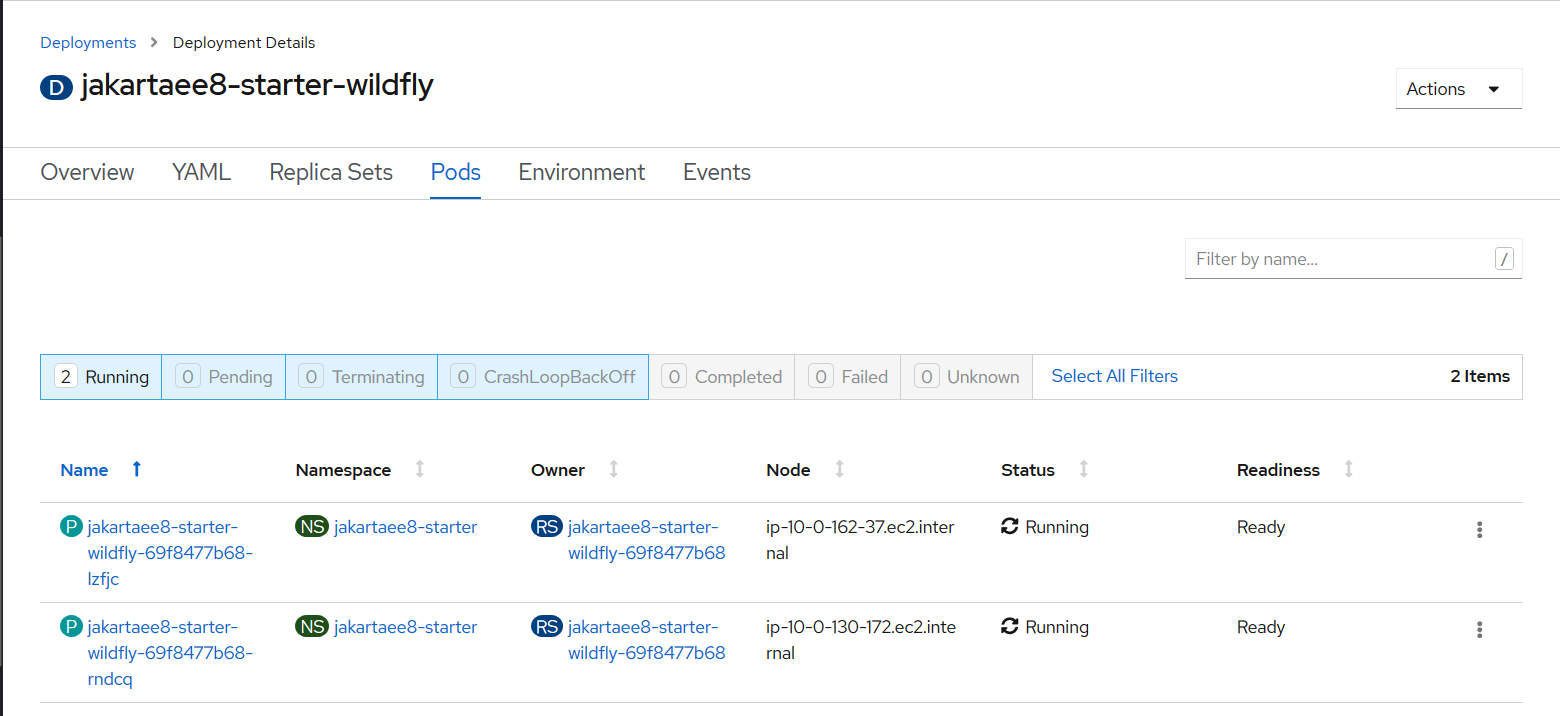 Deployments > Deployment Details
D jakartaee8-starter-wildfly
Actions
Overview YAML Replica Sets Pods Environment Events
Filter by name... /
2 Running 0 Pending 0 Terminating 0 CrashLoopBackOff 0 Completed 0 Failed 0 Unknown Select All Filters 2 Items
Name Namespace Owner Node Status Readiness
P jakartaee8-starter- NS jakartaee8-starter RS jakartaee8-starter- ip-10-0-162-37.ec2.inter Running Ready
wildfly-69f8477b68- wildfly-69f8477b68 nal
lzfjc
P jakartaee8-starter- NS jakartaee8-starter RS jakartaee8-starter- ip-10-0-130-172.ec2.inte Running Ready
wildfly-69f8477b68- wildfly-69f8477b68 rnal
rndcq